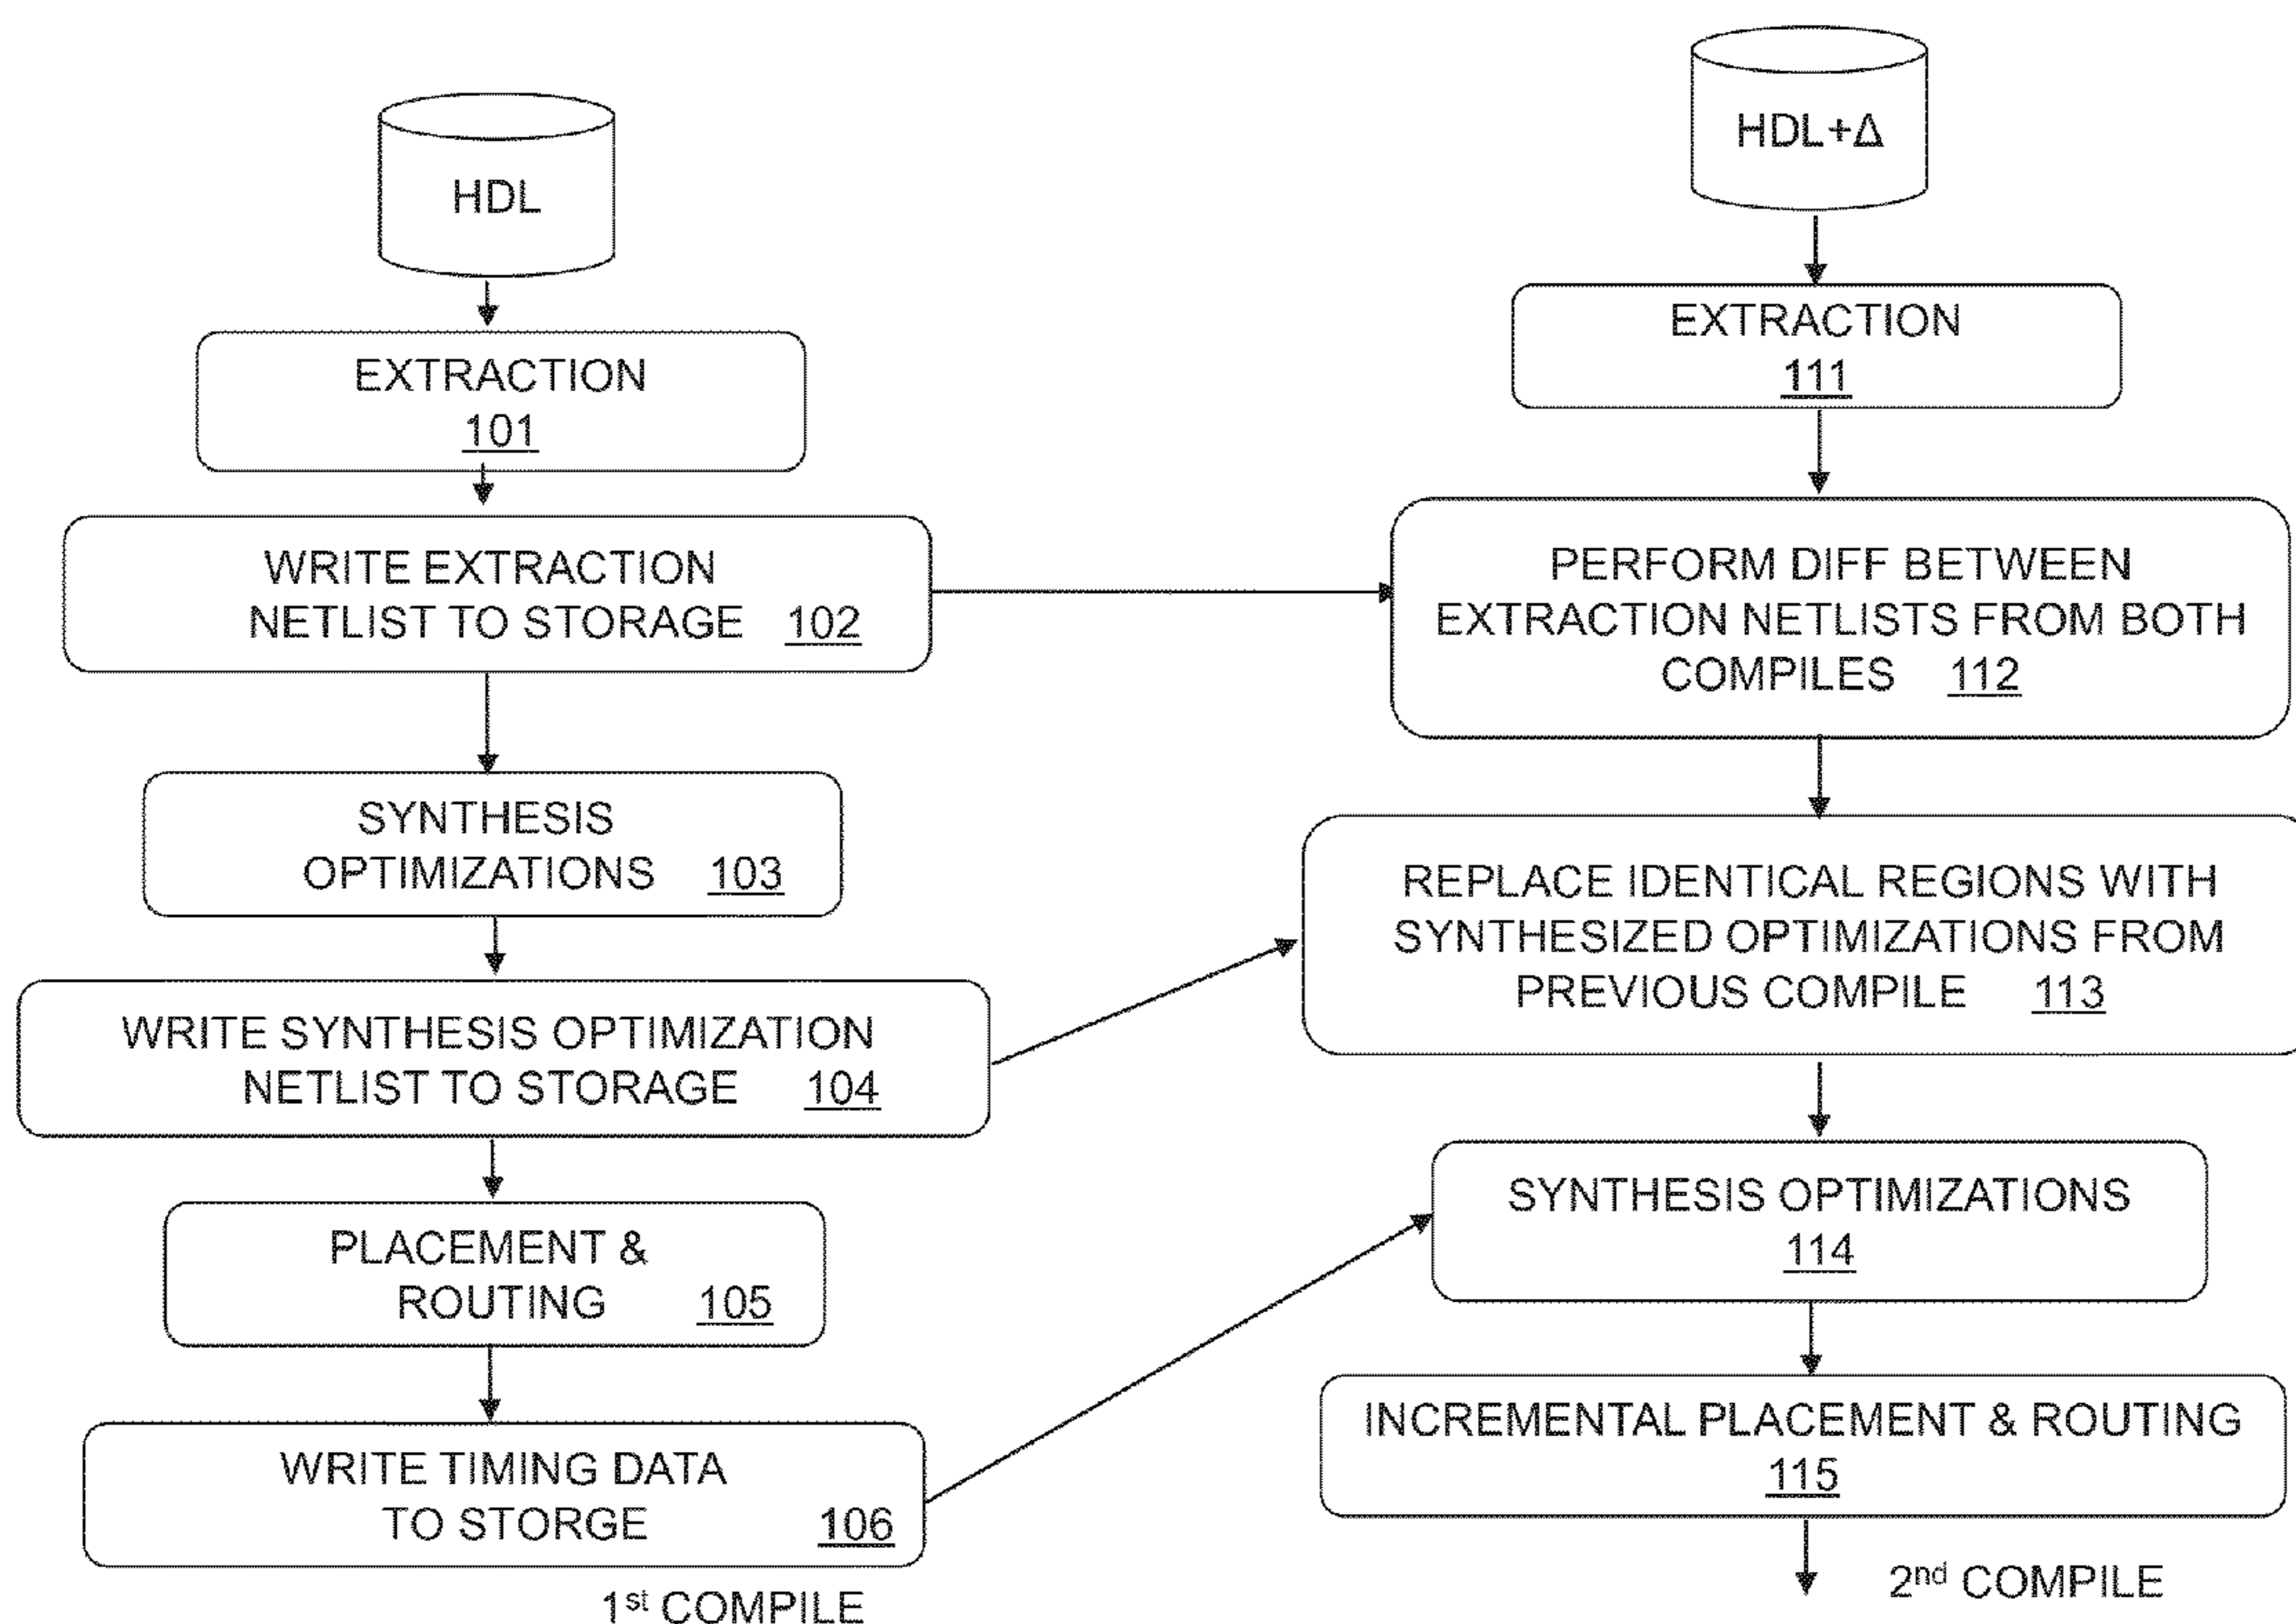 HDL
EXTRACTION
101
WRITE EXTRACTION
NETLIST TO STORAGE 102
SYNTHESIS
OPTIMIZATIONS 103
WRITE SYNTHESIS OPTIMIZATION
NETLIST TO STORAGE 104
PLACEMENT &
ROUTING 105
WRITE TIMING DATA
TO STORGE 106
1st COMPILE
HDL+Δ
EXTRACTION
111
PERFORM DIFF BETWEEN
EXTRACTION NETLISTS FROM BOTH
COMPILES 112
REPLACE IDENTICAL REGIONS WITH
SYNTHESIZED OPTIMIZATIONS FROM
PREVIOUS COMPILE 113
SYNTHESIS OPTIMIZATIONS
114
INCREMENTAL PLACEMENT & ROUTING
115
2nd COMPILE